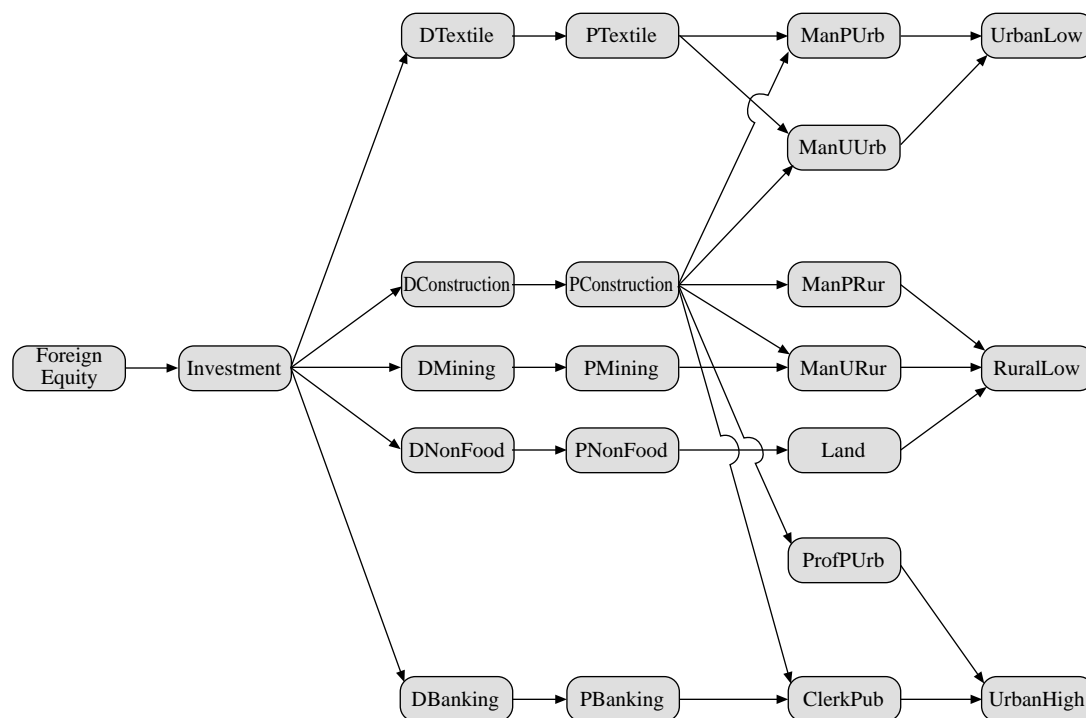 DTextile PTextile ManPUrb UrbanLow
ManUUrb
DConstruction PConstruction ManPRur
Foreign
Equity
Investment DMining PMining ManURur RuralLow
DNonFood PNonFood Land
ProfPUrb
DBanking PBanking ClerkPub UrbanHigh